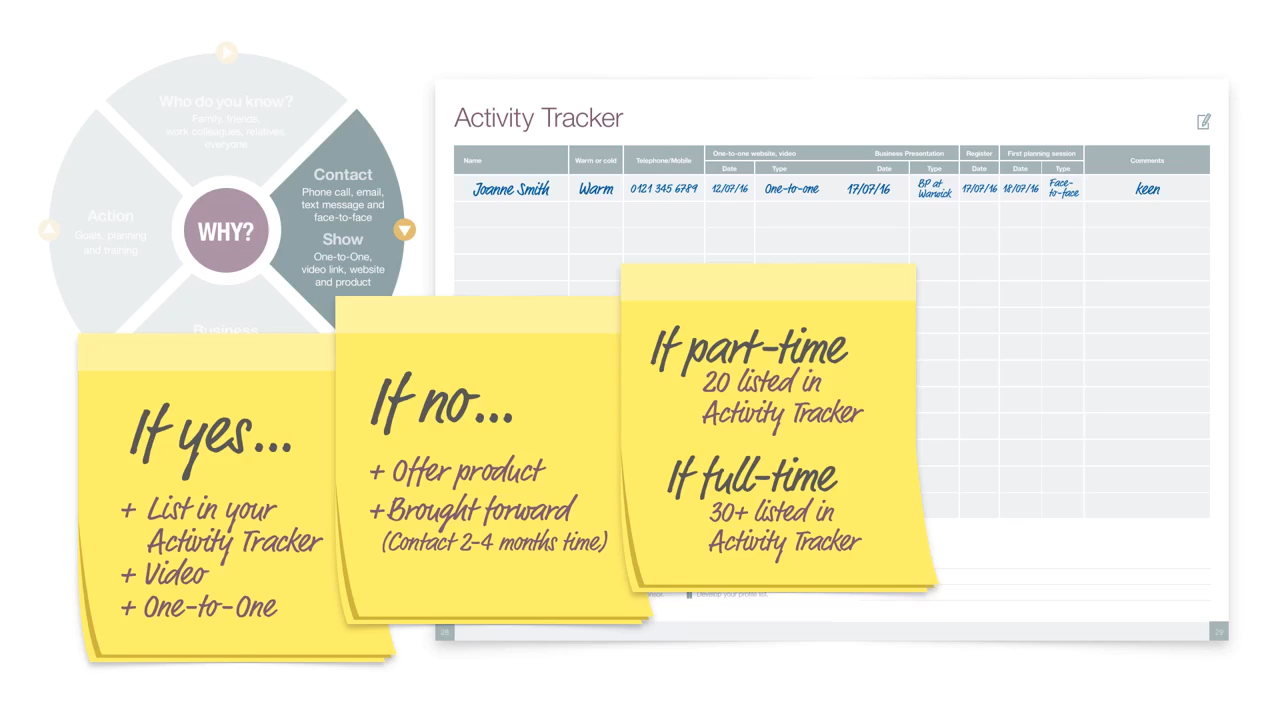 Who do you know?
Family, friends,
work colleagues, relatives,
everyone
Contact
Phone call, email,
text message and
face-to-face
Show
One-to-One,
video link, website
and product
Action
Goals, planning
and training
WHY?
Business
Activity Tracker
Name
Warm or cold
Telephone/Mobile
One-to-one website, video
Date
Type
Business Presentation
Date
Register
Date
First planning session
Date
Type
Comments
Joanne Smith
Warm
0121 345 6789
12/07/16
One-to-one
17/07/16
BP at
Warwick
17/07/16
18/07/16
Face-
to-face
keen
If yes...
+ List in your
Activity Tracker
+ Video
+ One-to-One
If no...
+ Offer product
+ Brought forward
(Contact 2-4 months time)
If part-time
20 listed in
Activity Tracker
If full-time
30+ listed in
Activity Tracker
Develop your profile list.
28
29